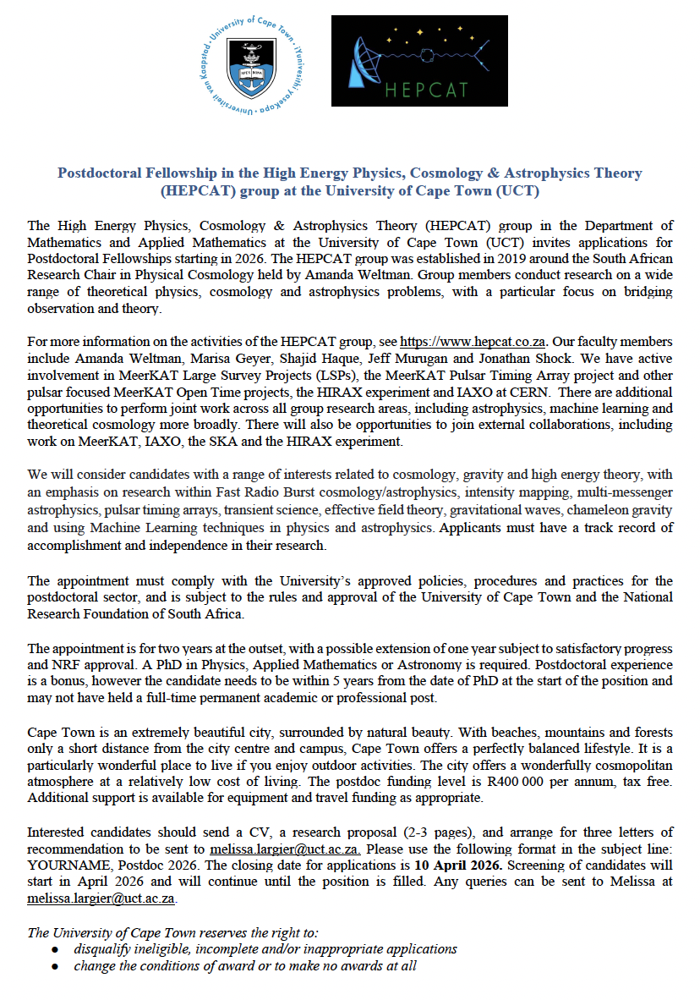 Universiteit van Kaapstad · University of Cape Town · iYunivesithi yaseKapa ·
SPES BONA
HEPCAT
Postdoctoral Fellowship in the High Energy Physics, Cosmology & Astrophysics Theory
(HEPCAT) group at the University of Cape Town (UCT)
The High Energy Physics, Cosmology & Astrophysics Theory (HEPCAT) group in the Department of
Mathematics and Applied Mathematics at the University of Cape Town (UCT) invites applications for
Postdoctoral Fellowships starting in 2026. The HEPCAT group was established in 2019 around the South African
Research Chair in Physical Cosmology held by Amanda Weltman. Group members conduct research on a wide
range of theoretical physics, cosmology and astrophysics problems, with a particular focus on bridging
observation and theory.
For more information on the activities of the HEPCAT group, see https://www.hepcat.co.za. Our faculty members
include Amanda Weltman, Marisa Geyer, Shajid Haque, Jeff Murugan and Jonathan Shock. We have active
involvement in MeerKAT Large Survey Projects (LSPs), the MeerKAT Pulsar Timing Array project and other
pulsar focused MeerKAT Open Time projects, the HIRAX experiment and IAXO at CERN. There are additional
opportunities to perform joint work across all group research areas, including astrophysics, machine learning and
theoretical cosmology more broadly. There will also be opportunities to join external collaborations, including
work on MeerKAT, IAXO, the SKA and the HIRAX experiment.
We will consider candidates with a range of interests related to cosmology, gravity and high energy theory, with
an emphasis on research within Fast Radio Burst cosmology/astrophysics, intensity mapping, multi-messenger
astrophysics, pulsar timing arrays, transient science, effective field theory, gravitational waves, chameleon gravity
and using Machine Learning techniques in physics and astrophysics. Applicants must have a track record of
accomplishment and independence in their research.
The appointment must comply with the University's approved policies, procedures and practices for the
postdoctoral sector, and is subject to the rules and approval of the University of Cape Town and the National
Research Foundation of South Africa.
The appointment is for two years at the outset, with a possible extension of one year subject to satisfactory progress
and NRF approval. A PhD in Physics, Applied Mathematics or Astronomy is required. Postdoctoral experience
is a bonus, however the candidate needs to be within 5 years from the date of PhD at the start of the position and
may not have held a full-time permanent academic or professional post.
Cape Town is an extremely beautiful city, surrounded by natural beauty. With beaches, mountains and forests
only a short distance from the city centre and campus, Cape Town offers a perfectly balanced lifestyle. It is a
particularly wonderful place to live if you enjoy outdoor activities. The city offers a wonderfully cosmopolitan
atmosphere at a relatively low cost of living. The postdoc funding level is R400 000 per annum, tax free.
Additional support is available for equipment and travel funding as appropriate.
Interested candidates should send a CV, a research proposal (2-3 pages), and arrange for three letters of
recommendation to be sent to melissa.largier@uct.ac.za. Please use the following format in the subject line:
YOURNAME, Postdoc 2026. The closing date for applications is 10 April 2026. Screening of candidates will
start in April 2026 and will continue until the position is filled. Any queries can be sent to Melissa at
melissa.largier@uct.ac.za.
The University of Cape Town reserves the right to:
● disqualify ineligible, incomplete and/or inappropriate applications
● change the conditions of award or to make no awards at all